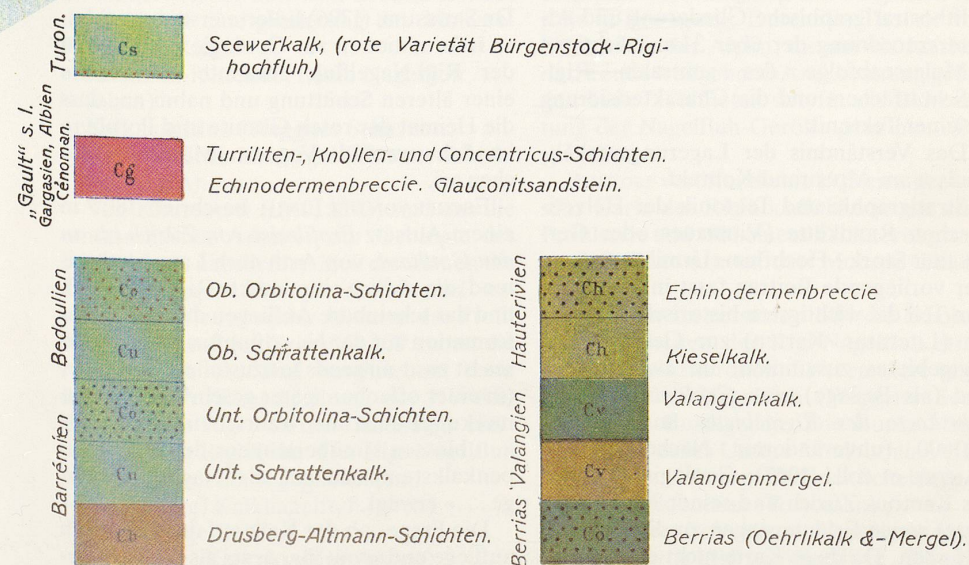 Turon.
Cs
Seewerkalk, (rote Varietät Bürgenstock-Rigi-
hochfluh)
„Gault" s. l.
Gargasien, Albien
Cénoman.
Cg
Turriliten-, Knollen- und Concentricus-Schichten.
Echinodermenbreccie. Glauconitsandstein.
Bedoulien
Co
Ob. Orbitolina-Schichten.
Cu
Ob. Schrattenkalk.
Barrémien
Co
Unt. Orbitolina-Schichten.
Cu
Unt. Schrattenkalk.
Drusberg-Altmann-Schichten.
Hauterivien
Ch
Echinodermenbreccie
Ch
Kieselkalk.
Valangien
Cv
Valangienkalk.
Cv
Valangienmergel.
Berrias
Co
Berrias (Oehrlikalk &-Mergel).